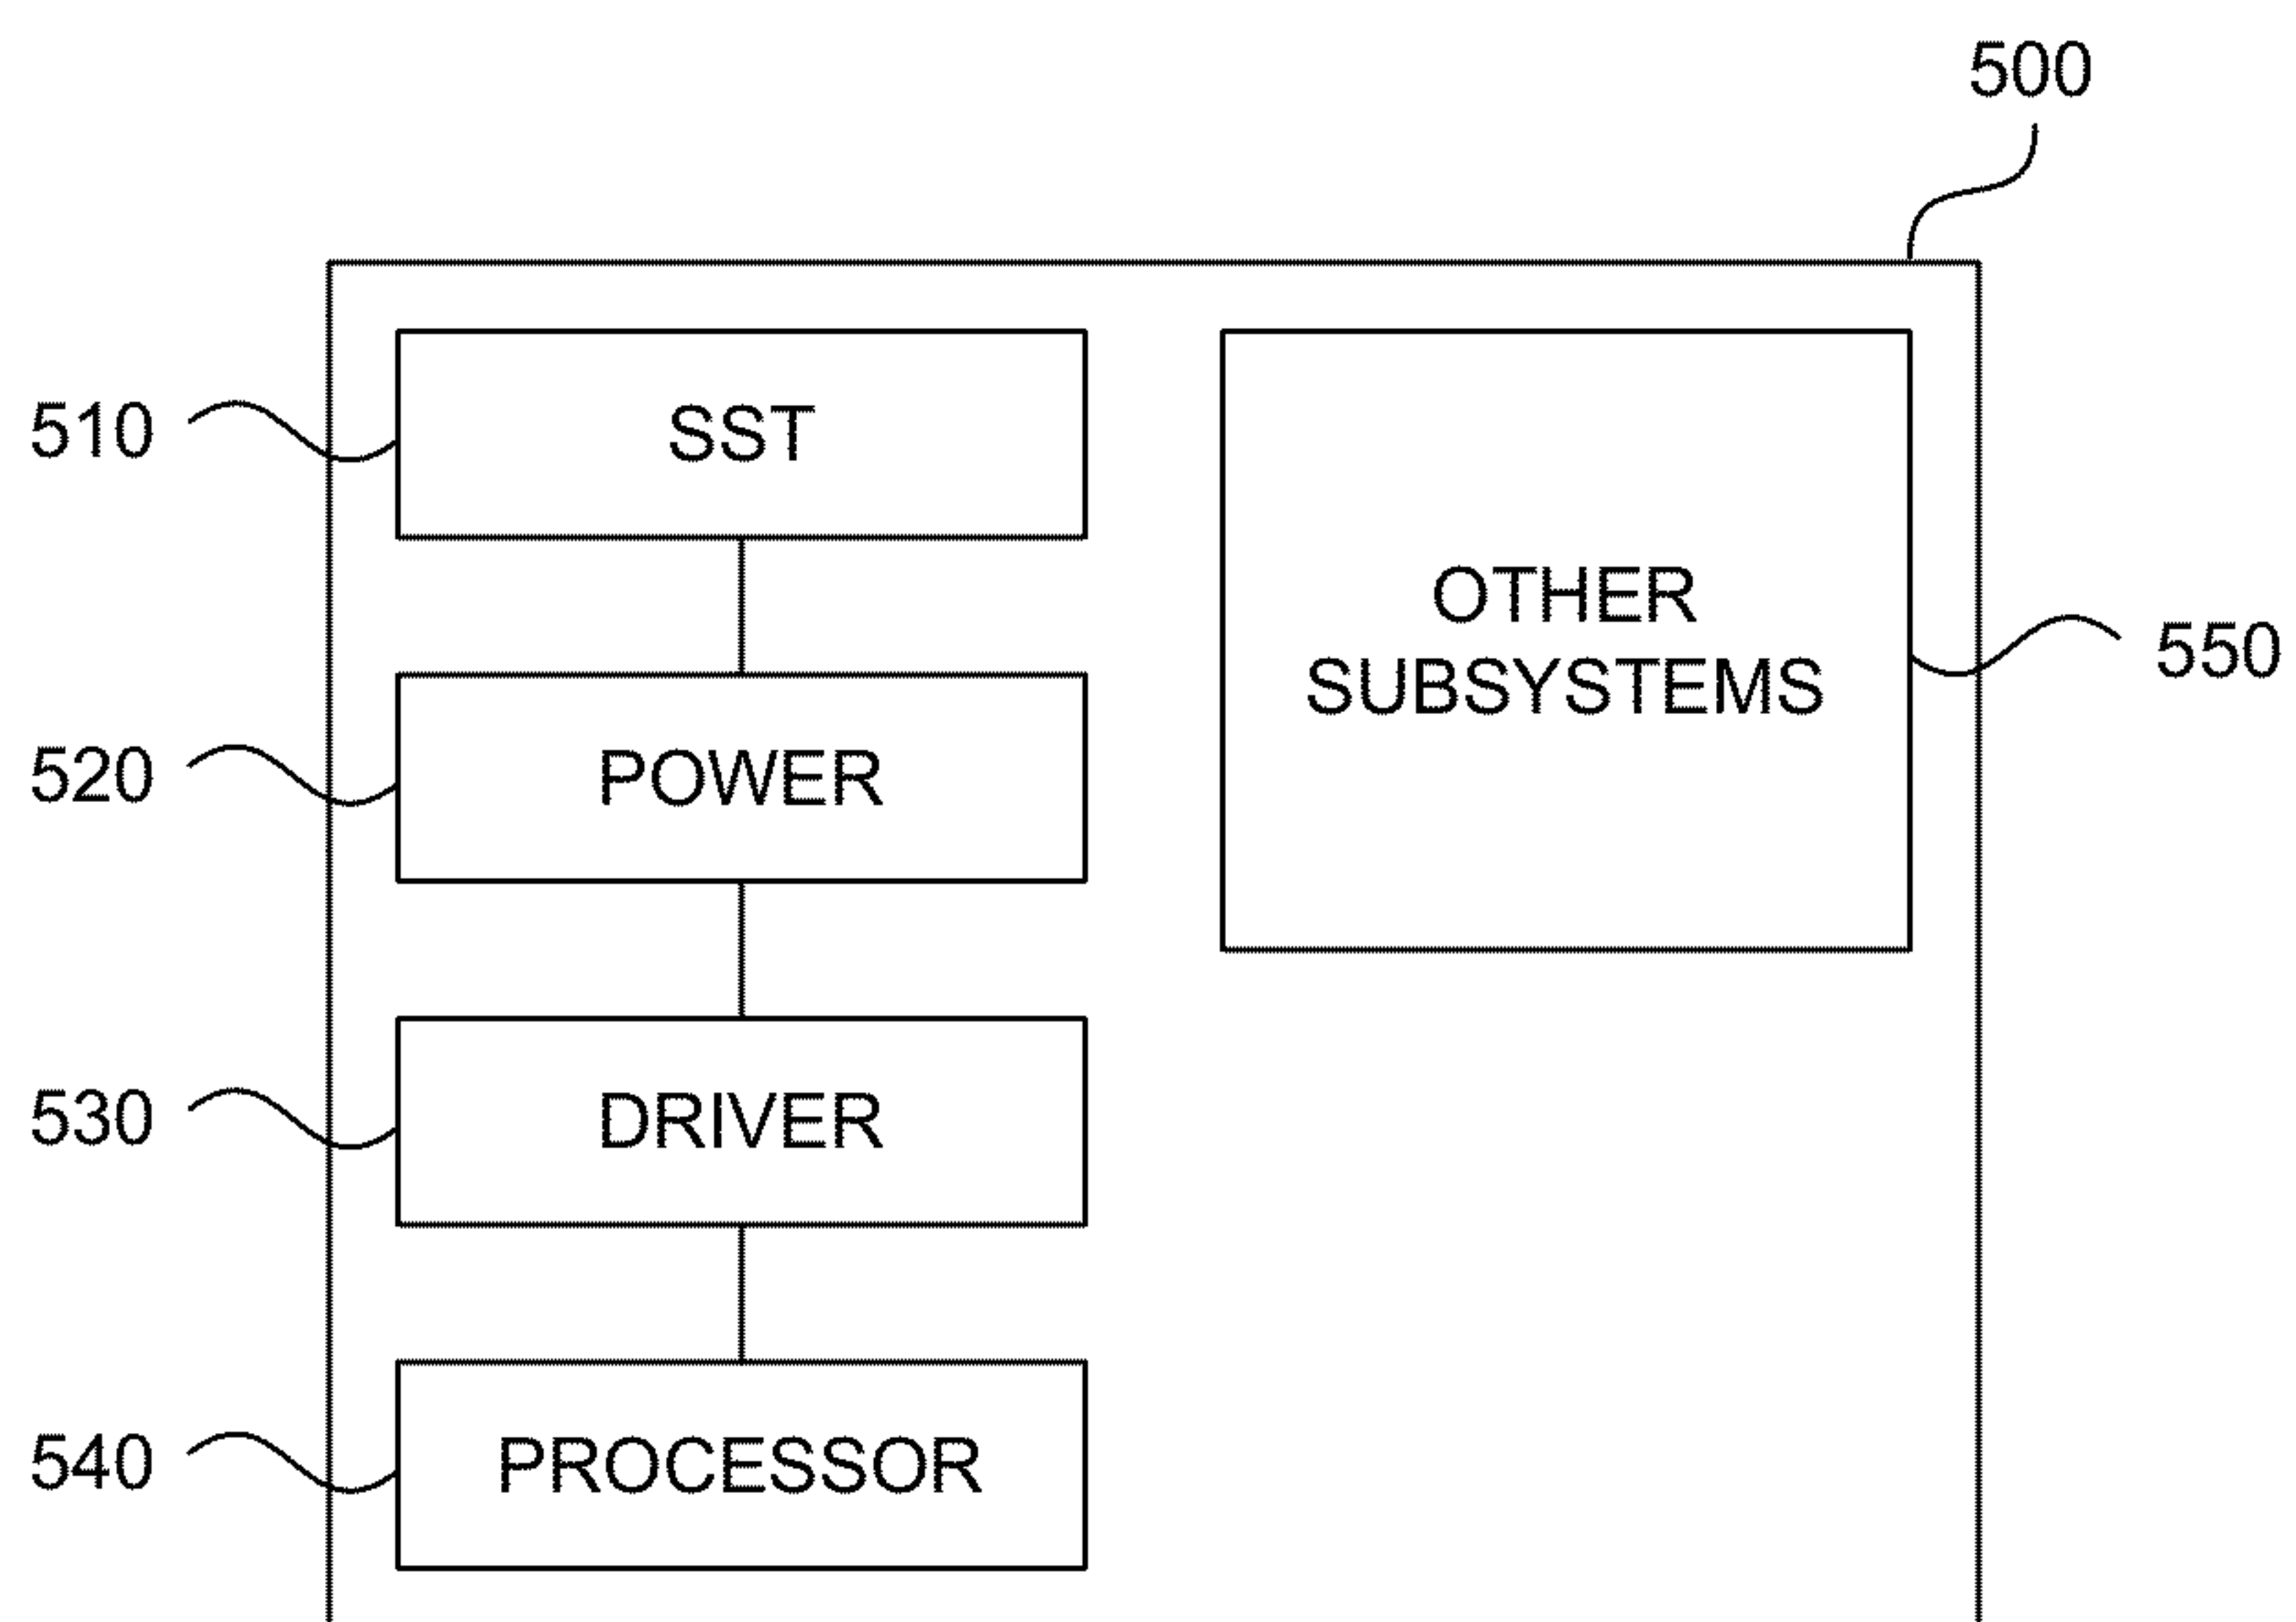 500
510
SST
OTHER
SUBSYSTEMS
550
520
POWER
530
DRIVER
540
PROCESSOR